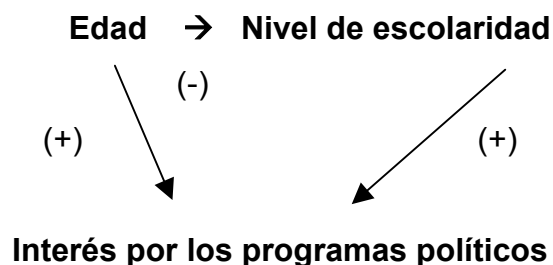 Edad → Nivel de escolaridad
(-)
(+) (+)
Interés por los programas políticos